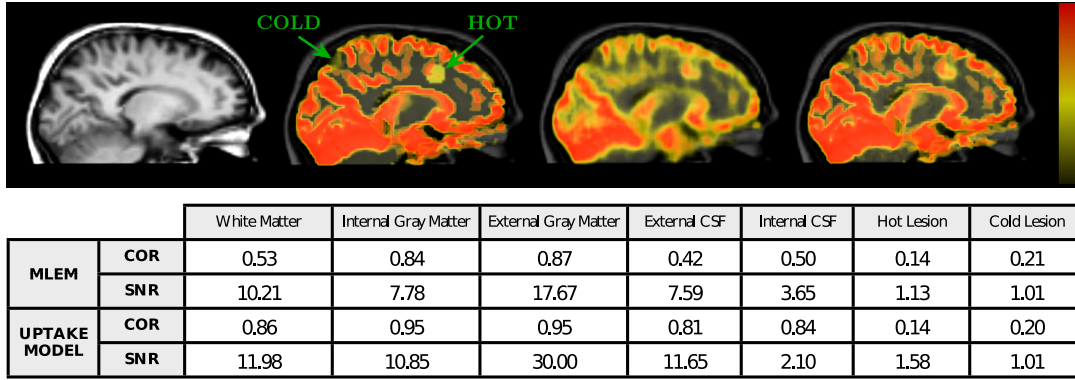 COLD HOT
White Matter Internal Gray Matter External Gray Matter External CSF Internal CSF Hot Lesion Cold Lesion
MLEM COR 0.53 0.84 0.87 0.42 0.50 0.14 0.21
SNR 10.21 7.78 17.67 7.59 3.65 1.13 1.01
UPTAKE MODEL COR 0.86 0.95 0.95 0.81 0.84 0.14 0.20
SNR 11.98 10.85 30.00 11.65 2.10 1.58 1.01